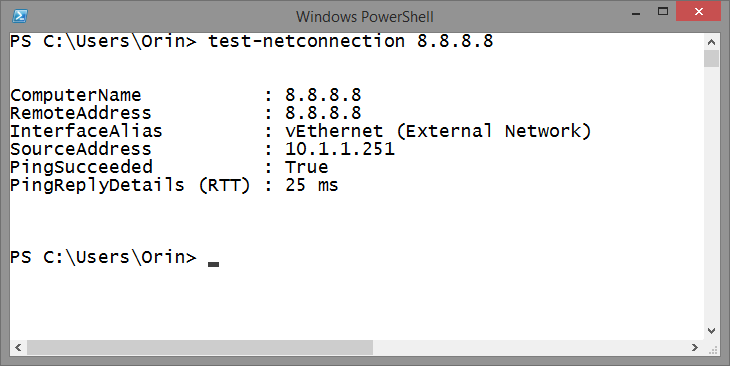 Windows PowerShell
PS C:\Users\Orin> test-netconnection 8.8.8.8
ComputerName : 8.8.8.8
RemoteAddress : 8.8.8.8
InterfaceAlias : vEthernet (External Network)
SourceAddress : 10.1.1.251
PingSucceeded : True
PingReplyDetails (RTT) : 25 ms
PS C:\Users\Orin>